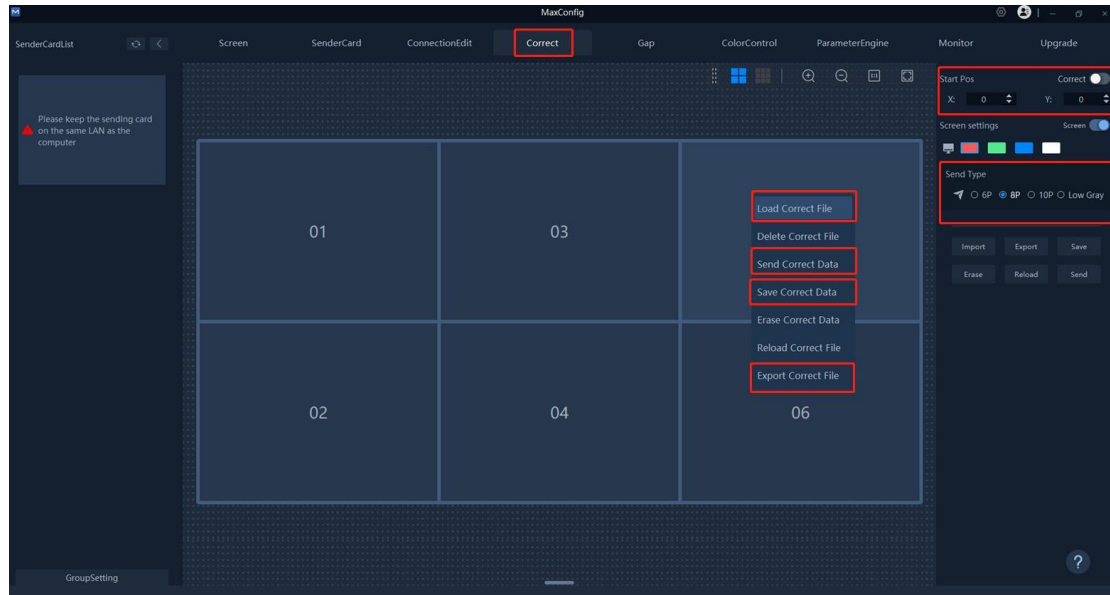 MaxConfig
SenderCardList
Screen
SenderCard
ConnectionEdit
Correct
Gap
ColorControl
ParameterEngine
Monitor
Upgrade
Please keep the sending card
on the same LAN as the
computer
01
03
02
04
06
Load Correct File
Delete Correct File
Send Correct Data
Save Correct Data
Erase Correct Data
Reload Correct File
Export Correct File
Start Pos Correct
X: 0 Y: 0
Screen settings Screen
Send Type
6P 8P 10P Low Gray
Import Export Save
Erase Reload Send
?
GroupSetting